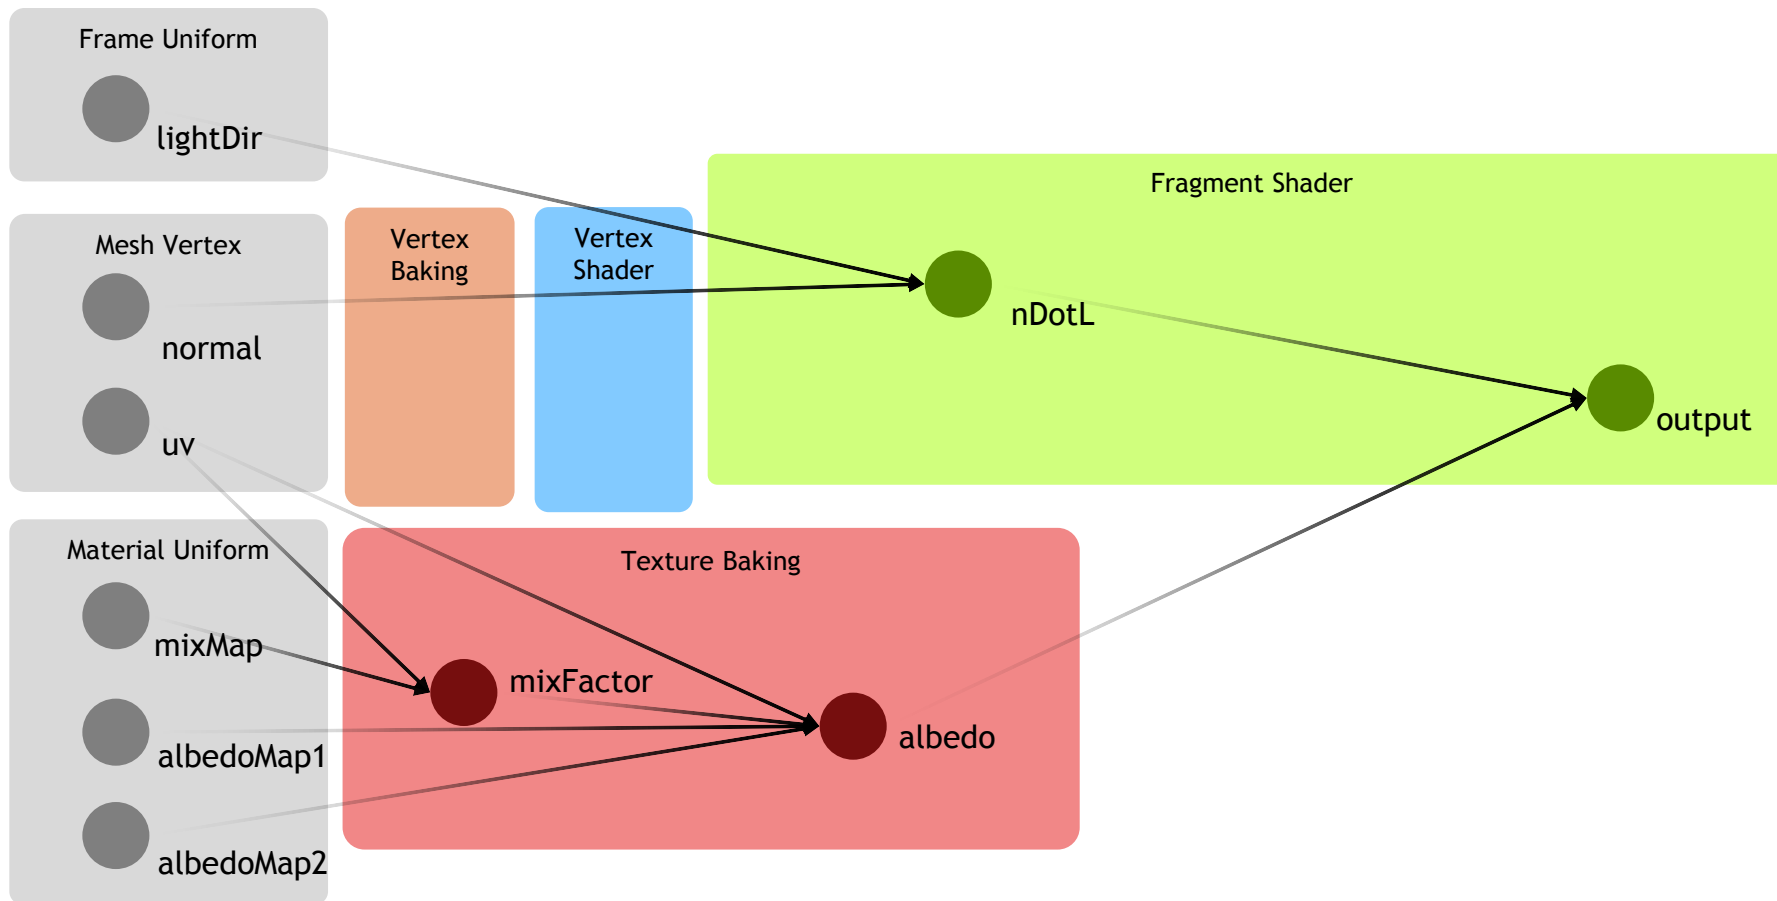 Frame Uniform
lightDir
Mesh Vertex
normal
uv
Material Uniform
mixMap
albedoMap1
albedoMap2
Vertex
Baking
Vertex
Shader
Fragment Shader
nDotL
output
Texture Baking
mixFactor
albedo